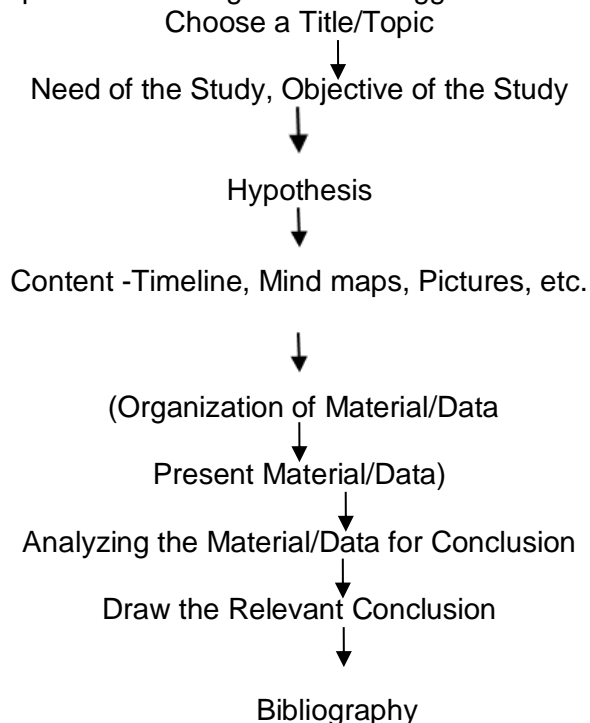 Choose a Title/Topic
Need of the Study, Objective of the Study
Hypothesis
Content -Timeline, Mind maps, Pictures, etc.
(Organization of Material/Data
Present Material/Data)
Analyzing the Material/Data for Conclusion
Draw the Relevant Conclusion
Bibliography